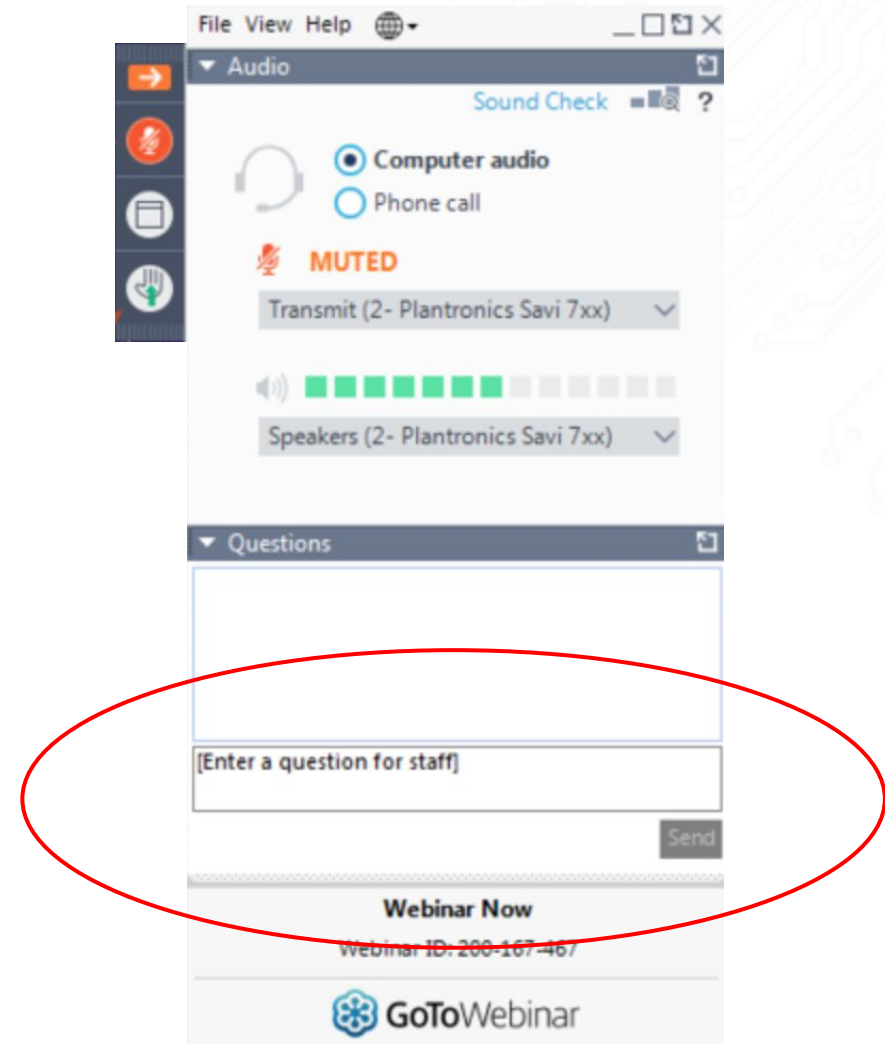 File View Help
Audio
Sound Check ?
Computer audio
Phone call
MUTED
Transmit (2- Plantronics Savi 7xx)
Speakers (2- Plantronics Savi 7xx)
Questions
[Enter a question for staff]
Send
Webinar Now
Webinar ID: 200-167-467
GoToWebinar